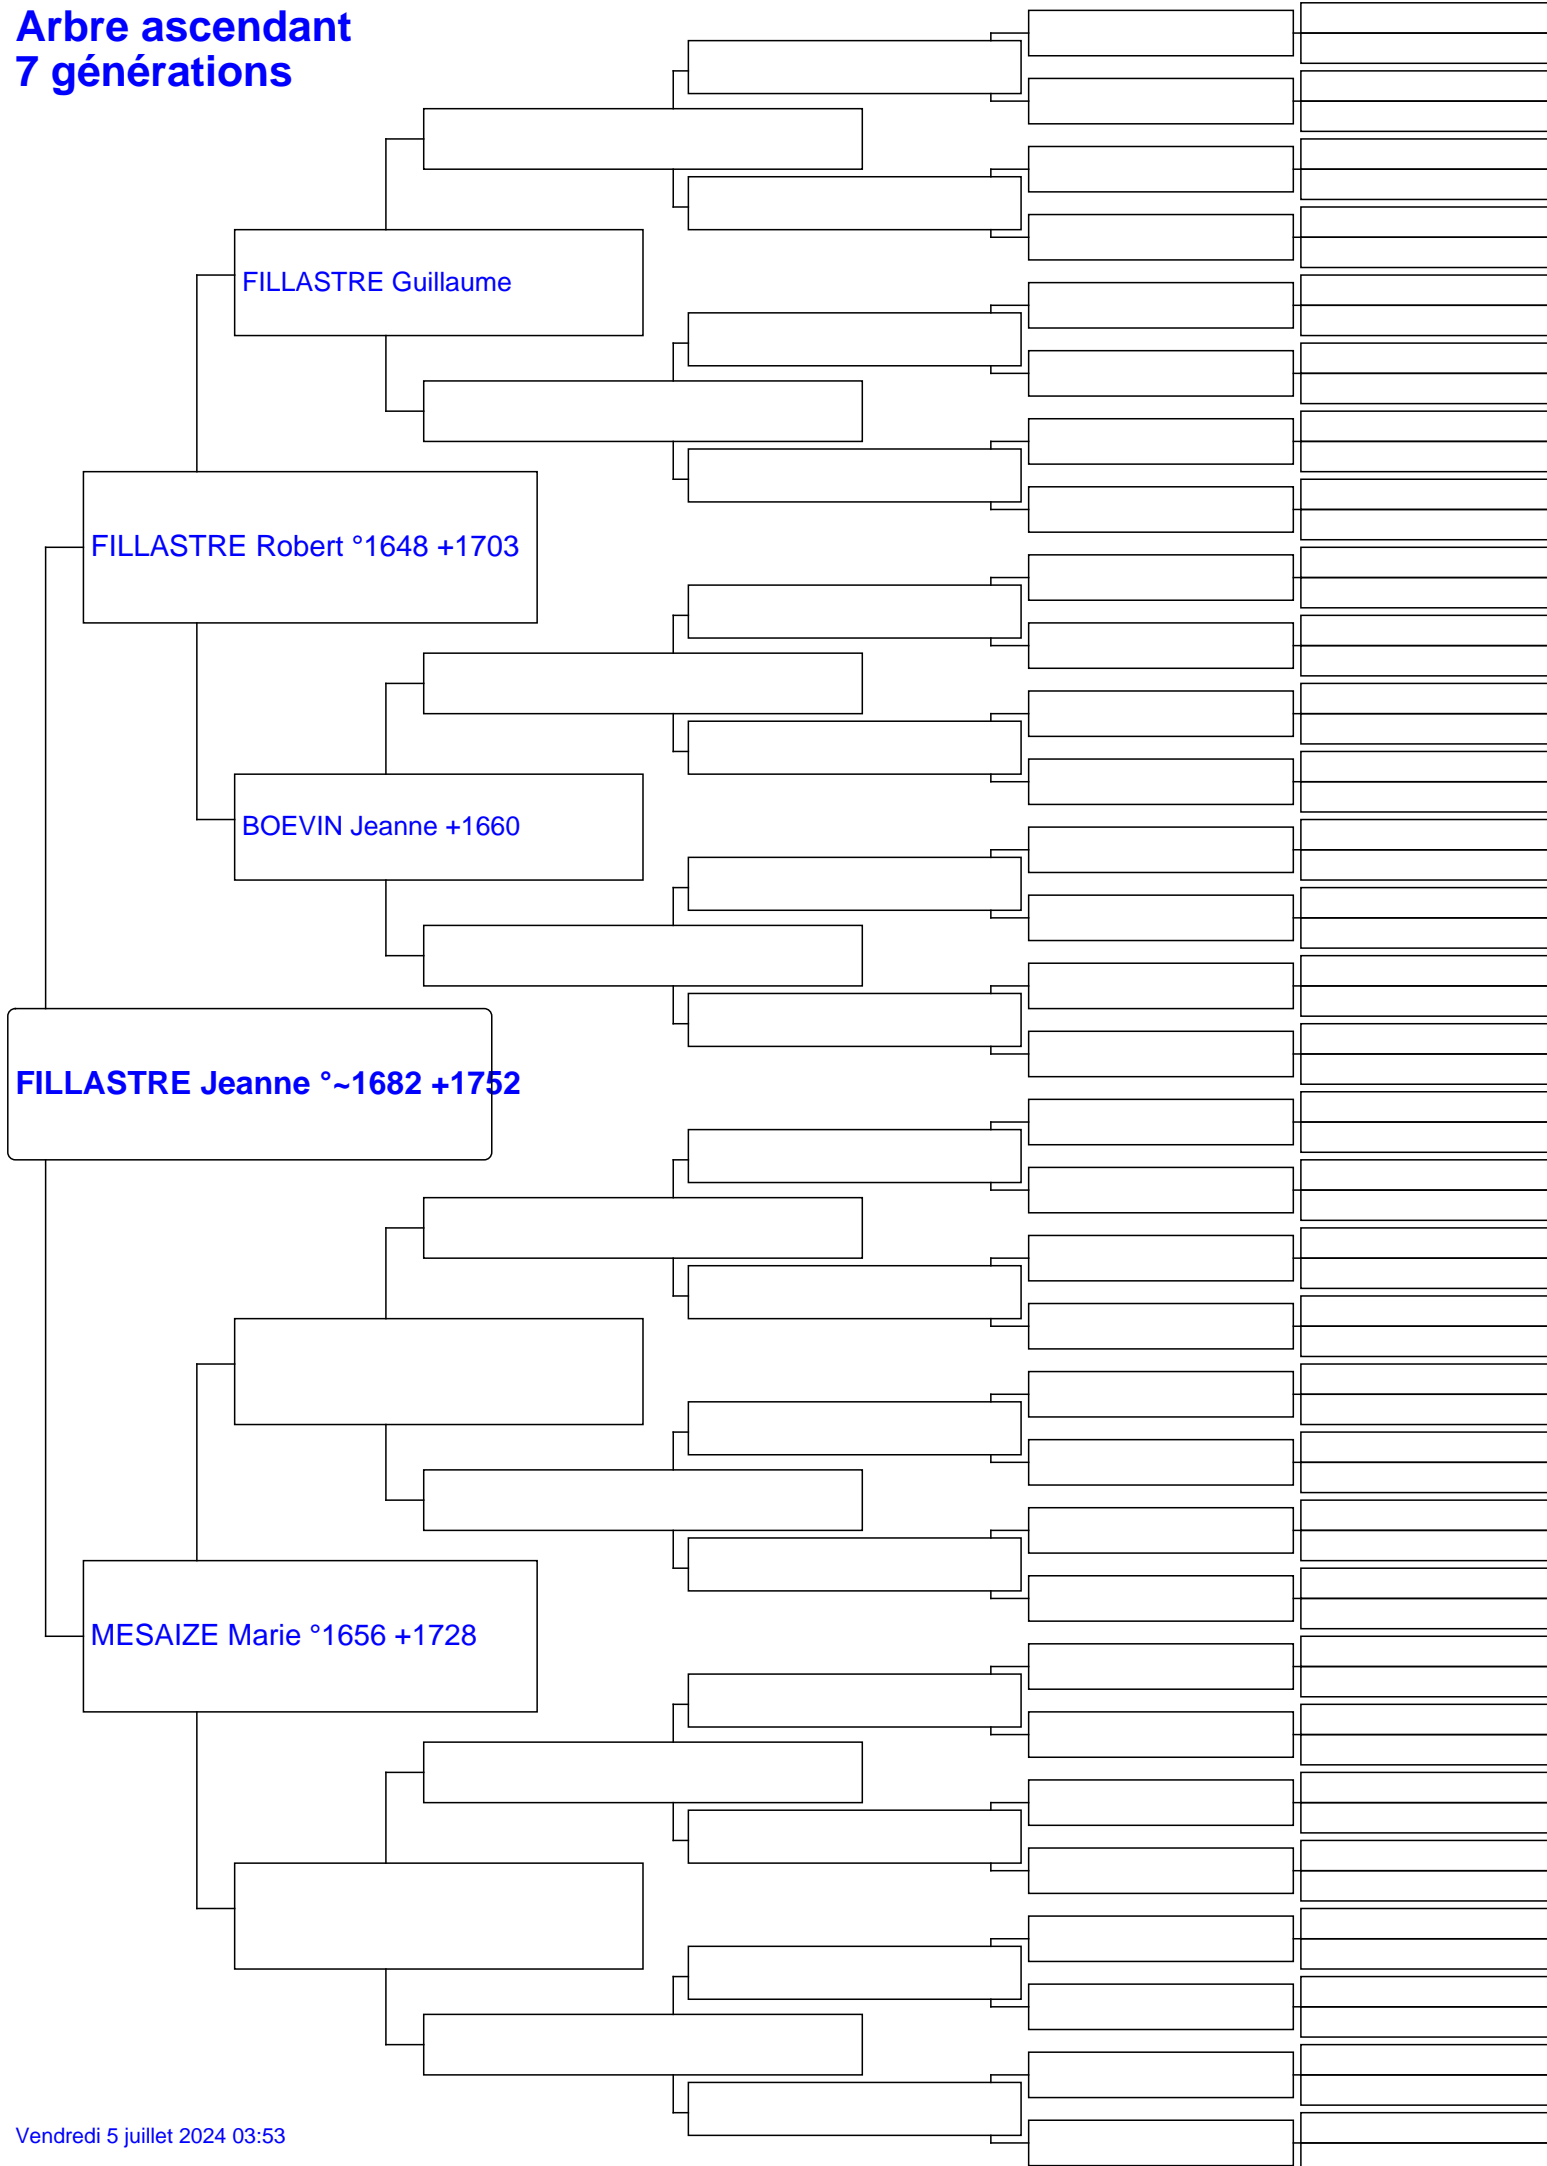 Arbre ascendant
7 générations
FILLASTRE Guillaume
FILLASTRE Robert °1648 +1703
BOEVIN Jeanne +1660
FILLASTRE Jeanne °~1682 +1752
MESAIZE Marie °1656 +1728
Vendredi 5 juillet 2024 03:53